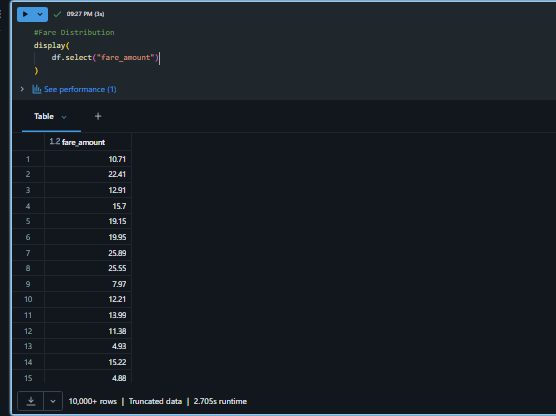 09:27 PM (3s)
#Fare Distribution
display(
df.select("fare_amount")
)
See performance (1)
Table
+
1.2 fare_amount
1 10.71
2 22.41
3 12.91
4 15.7
5 19.15
6 19.95
7 25.89
8 25.55
9 7.97
10 12.21
11 13.99
12 11.38
13 4.93
14 15.22
15 4.88
10,000+ rows | Truncated data | 2.705s runtime